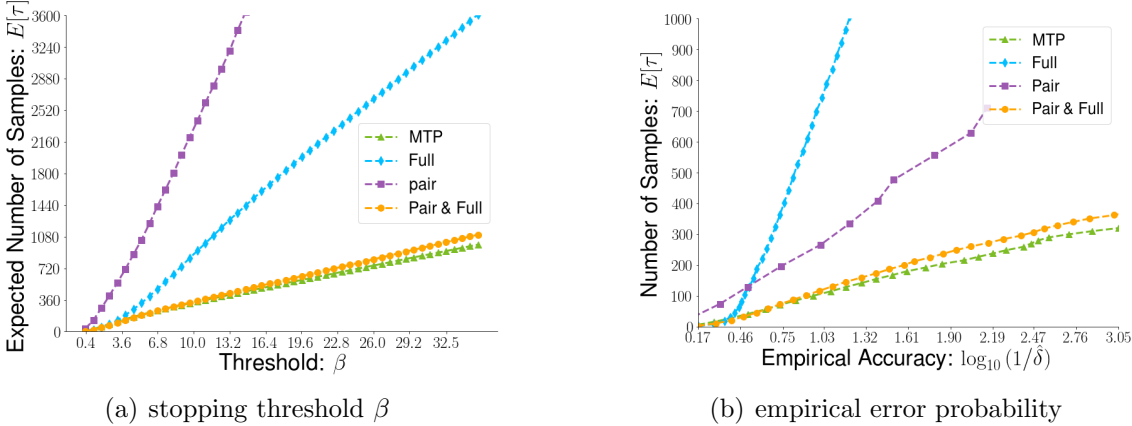 Expected Number of Samples: E[τ]
3600
3240
2880
2520
2160
1800
1440
1080
720
360
0
0.4 3.6 6.8 10.0 13.2 16.4 19.6 22.8 26.0 29.2 32.5
Threshold: β
MTP
Full
pair
Pair & Full
(a) stopping threshold β
Number of Samples: E[τ]
1000
900
800
700
600
500
400
300
200
100
0
0.17 0.46 0.75 1.03 1.32 1.61 1.90 2.19 2.47 2.76 3.05
Empirical Accuracy: log₁₀ (1/δ̂)
MTP
Full
Pair
Pair & Full
(b) empirical error probability